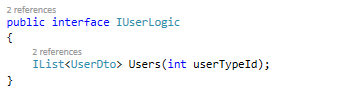 2 references
public interface IUserLogic
{
2 references
IList<UserDto> Users(int userTypeId);
}